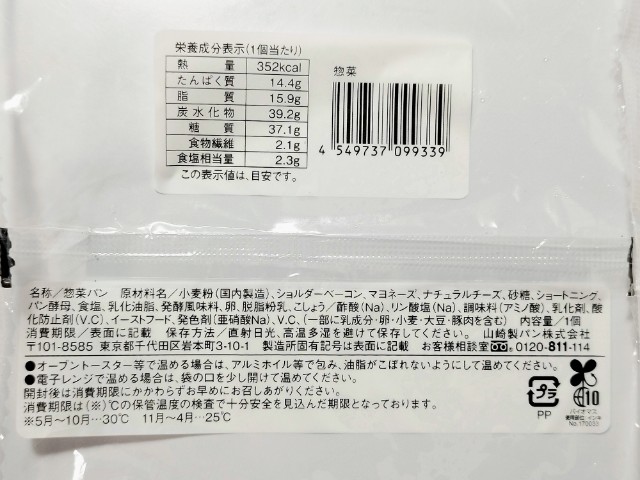 栄養成分表示(1個当たり)
熱量 352kcal
たんぱく質 14.4g
脂質 15.9g
炭水化物 39.2g
糖質 37.1g
食物繊維 2.1g
食塩相当量 2.3g
この表示値は、目安です。
惣菜
4 549737 099339
名称/惣菜パン 原材料名/小麦粉(国内製造)、ショルダーベーコン、マヨネーズ、ナチュラルチーズ、砂糖、ショートニング、
パン酵母、食塩、乳化油脂、発酵風味料、卵、脱脂粉乳、こしょう/酢酸(Na)、リン酸塩(Na)、調味料(アミノ酸)、乳化剤、酸
化防止剤(V.C)、イーストフード、発色剤(亜硝酸Na)、V.C、(一部に乳成分・卵・小麦・大豆・豚肉を含む) 内容量/1個
消費期限/表面に記載 保存方法/直射日光、高温多湿を避けて保存してください。 山崎製パン株式会社
〒101-8585 東京都千代田区岩本町3-10-1 製造所固有記号は表面に記載 お客様相談室 0120-811-114
●オーブントースター等で温める場合は、アルミホイル等で包み、油脂がこぼれないようにして温めてください。
●電子レンジで温める場合は、袋の口を少し開けて温めてください。
開封後は消費期限にかかわらずお早めにお召しあがりください。
消費期限は(※)℃の保管温度の検査で十分安全を見込んだ期限となっております。
※5月~10月…30℃ 11月~4月…25℃
プラ
PP
10
バイオマス
使用部位:インキ
No.170033